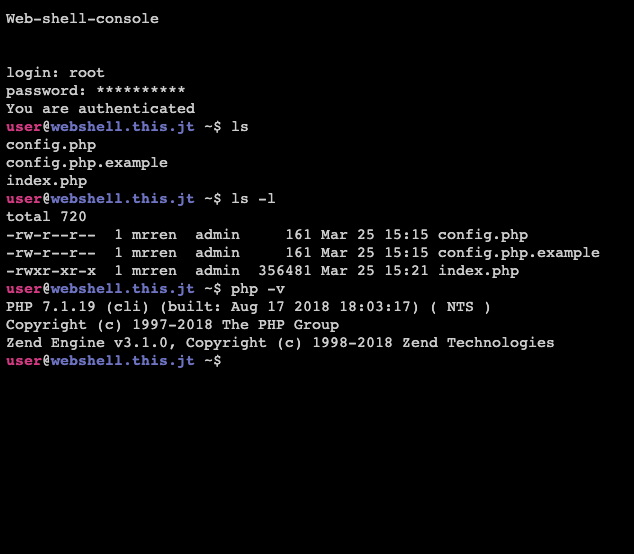 Web-shell-console
login: root
password: **********
You are authenticated
user@webshell.this.jt ~$ ls
config.php
config.php.example
index.php
user@webshell.this.jt ~$ ls -l
total 720
-rw-r--r--  1 mrren  admin     161 Mar 25 15:15 config.php
-rw-r--r--  1 mrren  admin     161 Mar 25 15:15 config.php.example
-rwxr-xr-x  1 mrren  admin  356481 Mar 25 15:21 index.php
user@webshell.this.jt ~$ php -v
PHP 7.1.19 (cli) (built: Aug 17 2018 18:03:17) ( NTS )
Copyright (c) 1997-2018 The PHP Group
Zend Engine v3.1.0, Copyright (c) 1998-2018 Zend Technologies
user@webshell.this.jt ~$